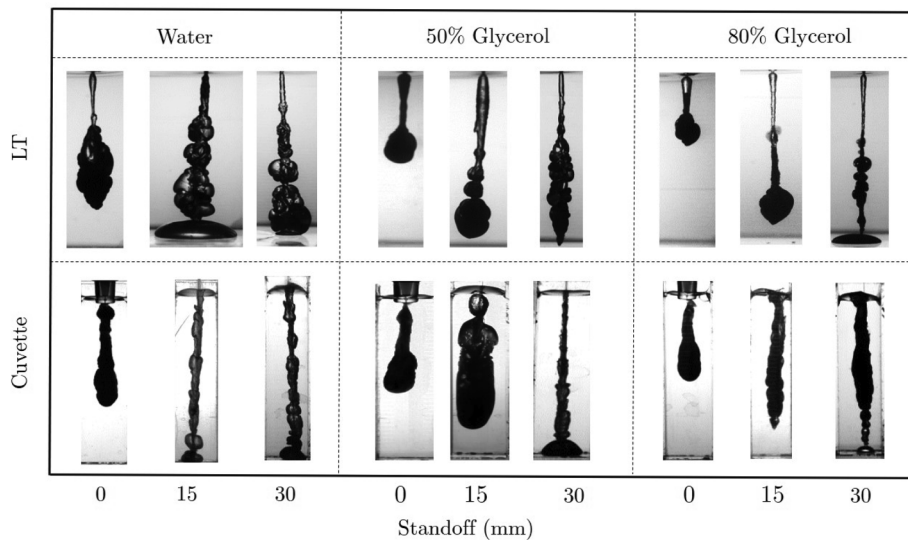 Water 50% Glycerol 80% Glycerol
LT
Cuvette
0 15 30 0 15 30 0 15 30
Standoff (mm)